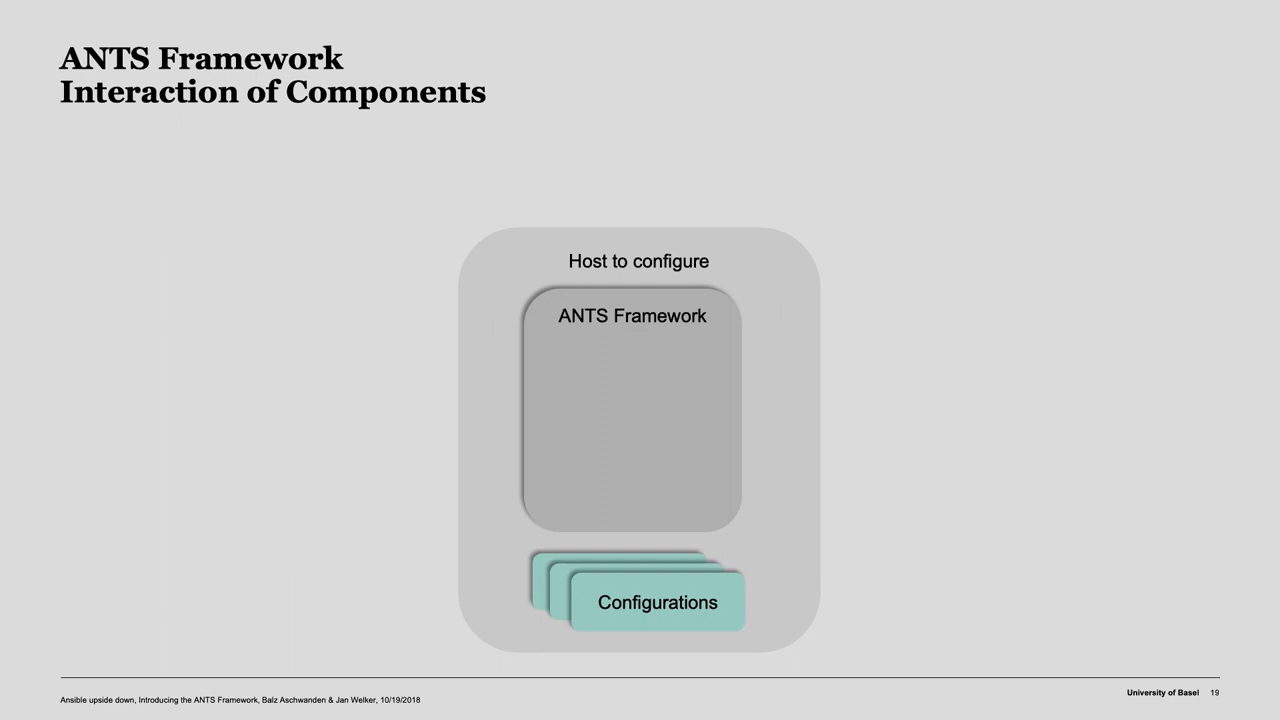 ANTS Framework
Interaction of Components
Host to configure
ANTS Framework
Configurations
Ansible upside down, Introducing the ANTS Framework, Balz Aschwanden & Jan Welker, 10/19/2018
University of Basel 19